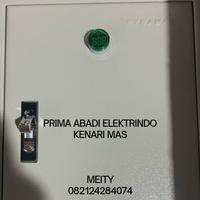 PRIMA ABADI ELEKTRINDO
KENARI MAS
MEITY
082124284074